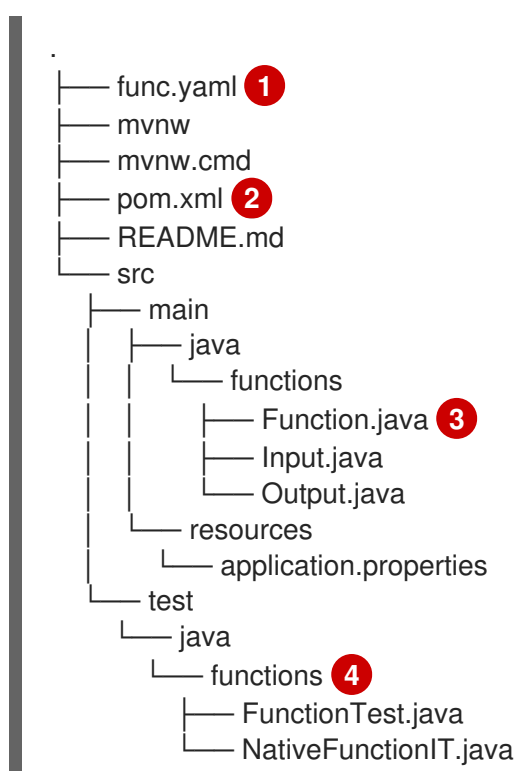 .
├── func.yaml 1
├── mvnw
├── mvnw.cmd
├── pom.xml 2
├── README.md
└── src
    ├── main
    │   ├── java
    │   │   └── functions
    │   │       ├── Function.java 3
    │   │       ├── Input.java
    │   │       └── Output.java
    │   └── resources
    │       └── application.properties
    └── test
        └── java
            └── functions 4
                ├── FunctionTest.java
                └── NativeFunctionIT.java